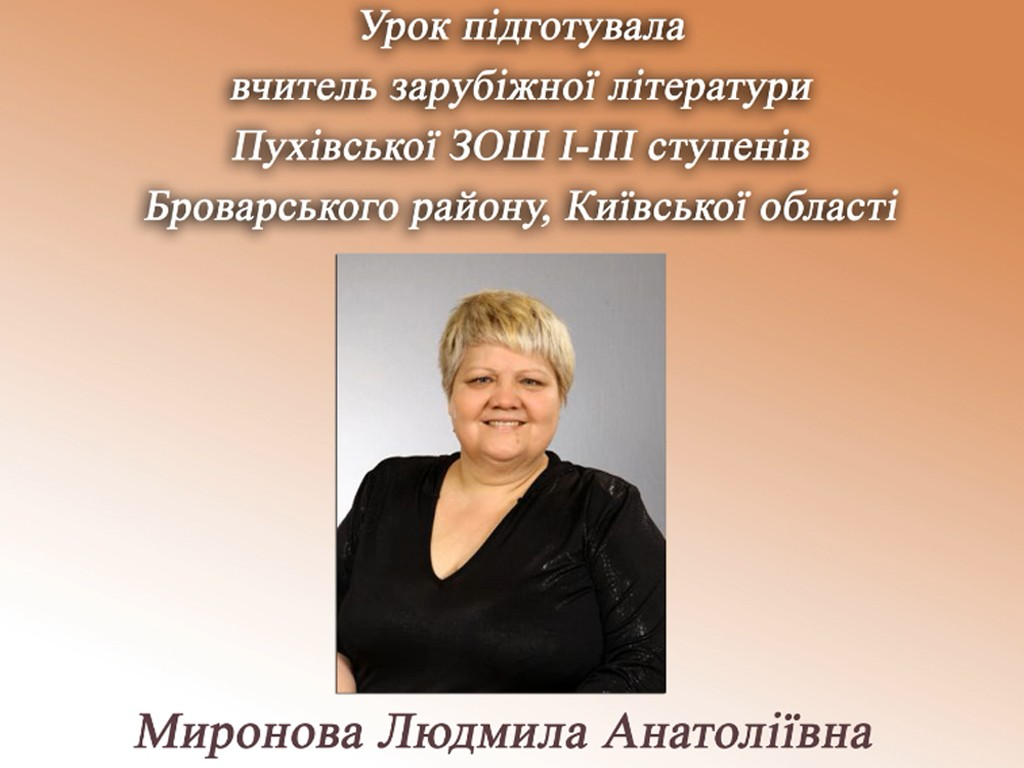 Урок підготувала
вчитель зарубіжної літератури
Пухівської ЗОШ І-ІІІ ступенів
Броварського району, Київської області
Миронова Людмила Анатоліївна